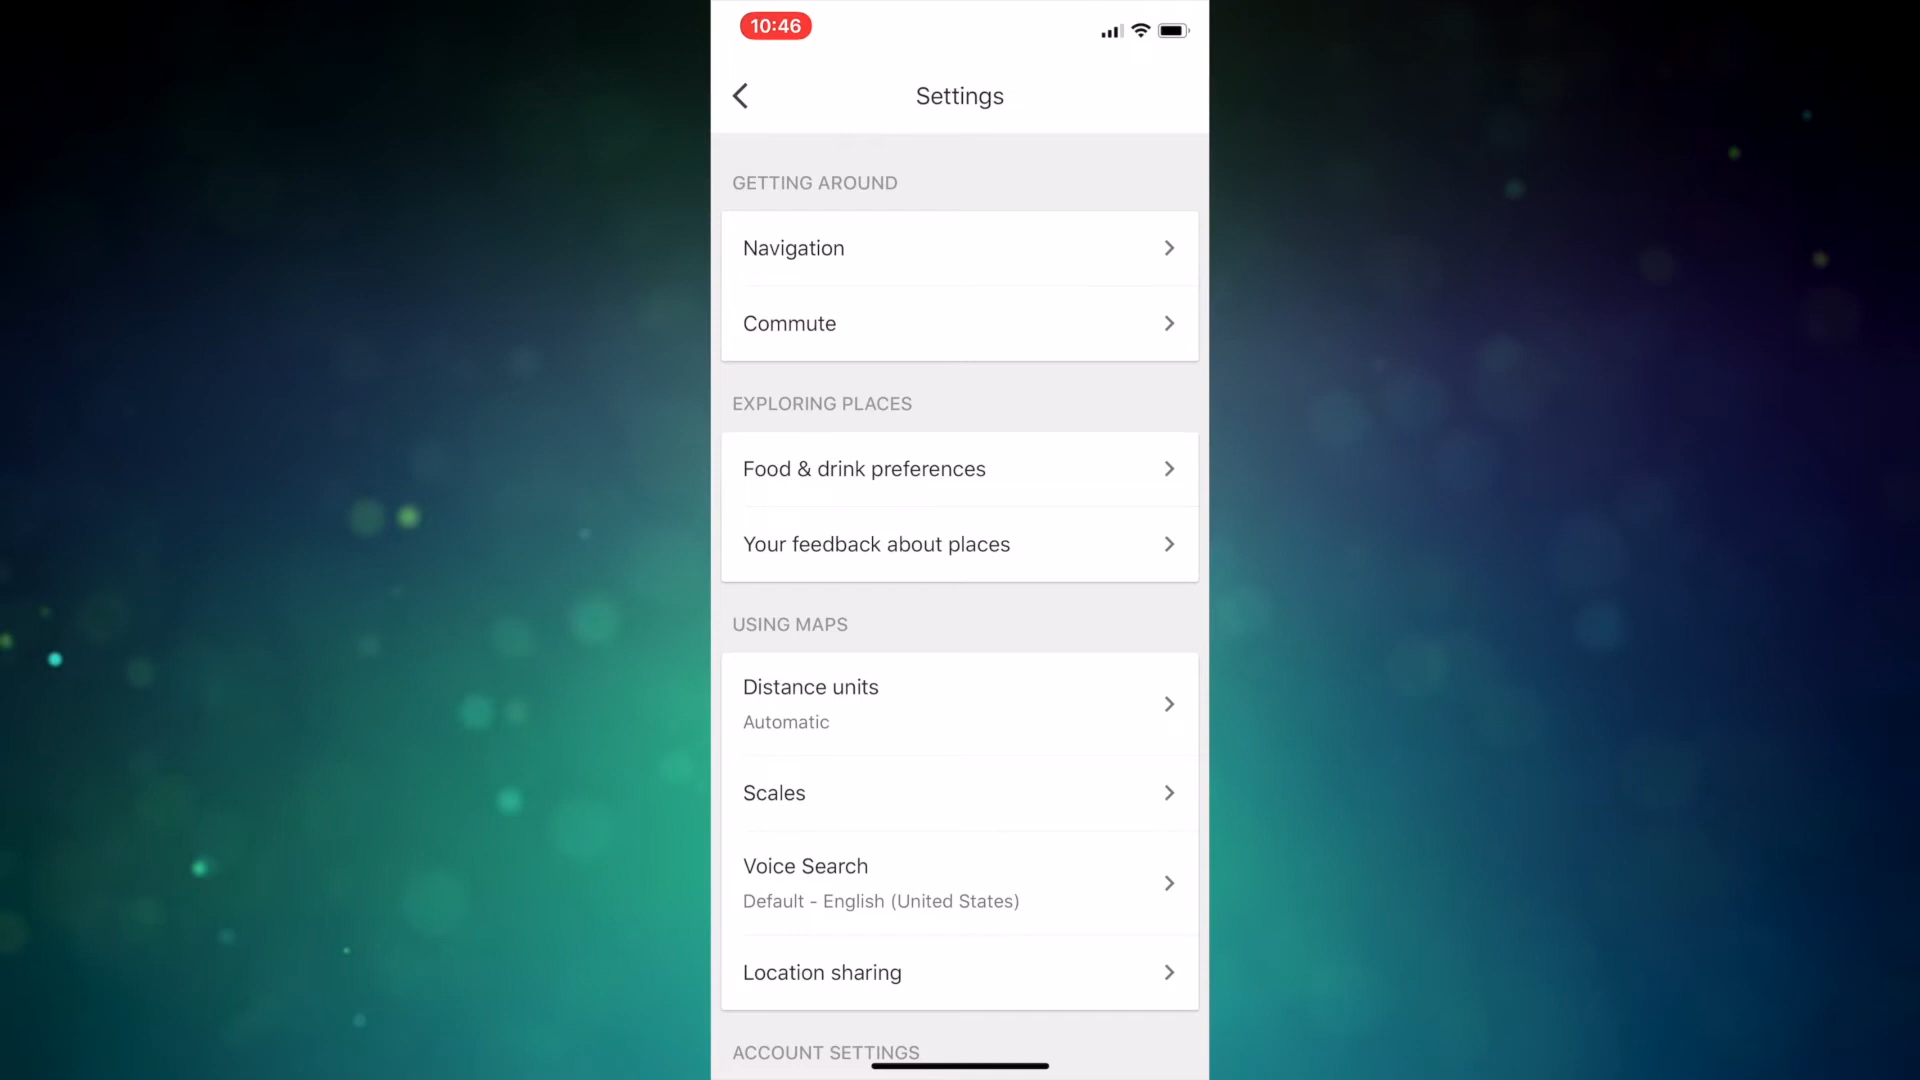 10:46
Settings
GETTING AROUND
Navigation
Commute
EXPLORING PLACES
Food & drink preferences
Your feedback about places
USING MAPS
Distance units
Automatic
Scales
Voice Search
Default - English (United States)
Location sharing
ACCOUNT SETTINGS